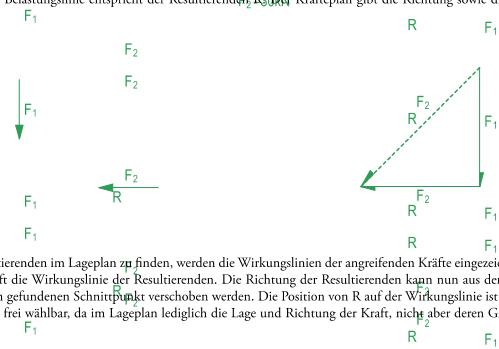 Belastungslinie entspricht der Resultierenden R. Der Kräfteplan gibt die Richtung sowie d
F₁ R F₁
F₂
F₂ F₂
F₁ R F₁
F₂
R F₂
F₁ R F₁
F₁ R F₁
tierenden im Lageplan zu finden, werden die Wirkungslinien der angreifenden Kräfte eingezei
F₂
ft die Wirkungslinie der Resultierenden. Die Richtung der Resultierenden kann nun aus de
R F₂ F₂
n gefundenen Schnittpunkt verschoben werden. Die Position von R auf der Wirkungslinie ist
frei wählbar, da im Lageplan lediglich die Lage und Richtung der Kraft, nicht aber deren G
F₁ F₂
R F₁